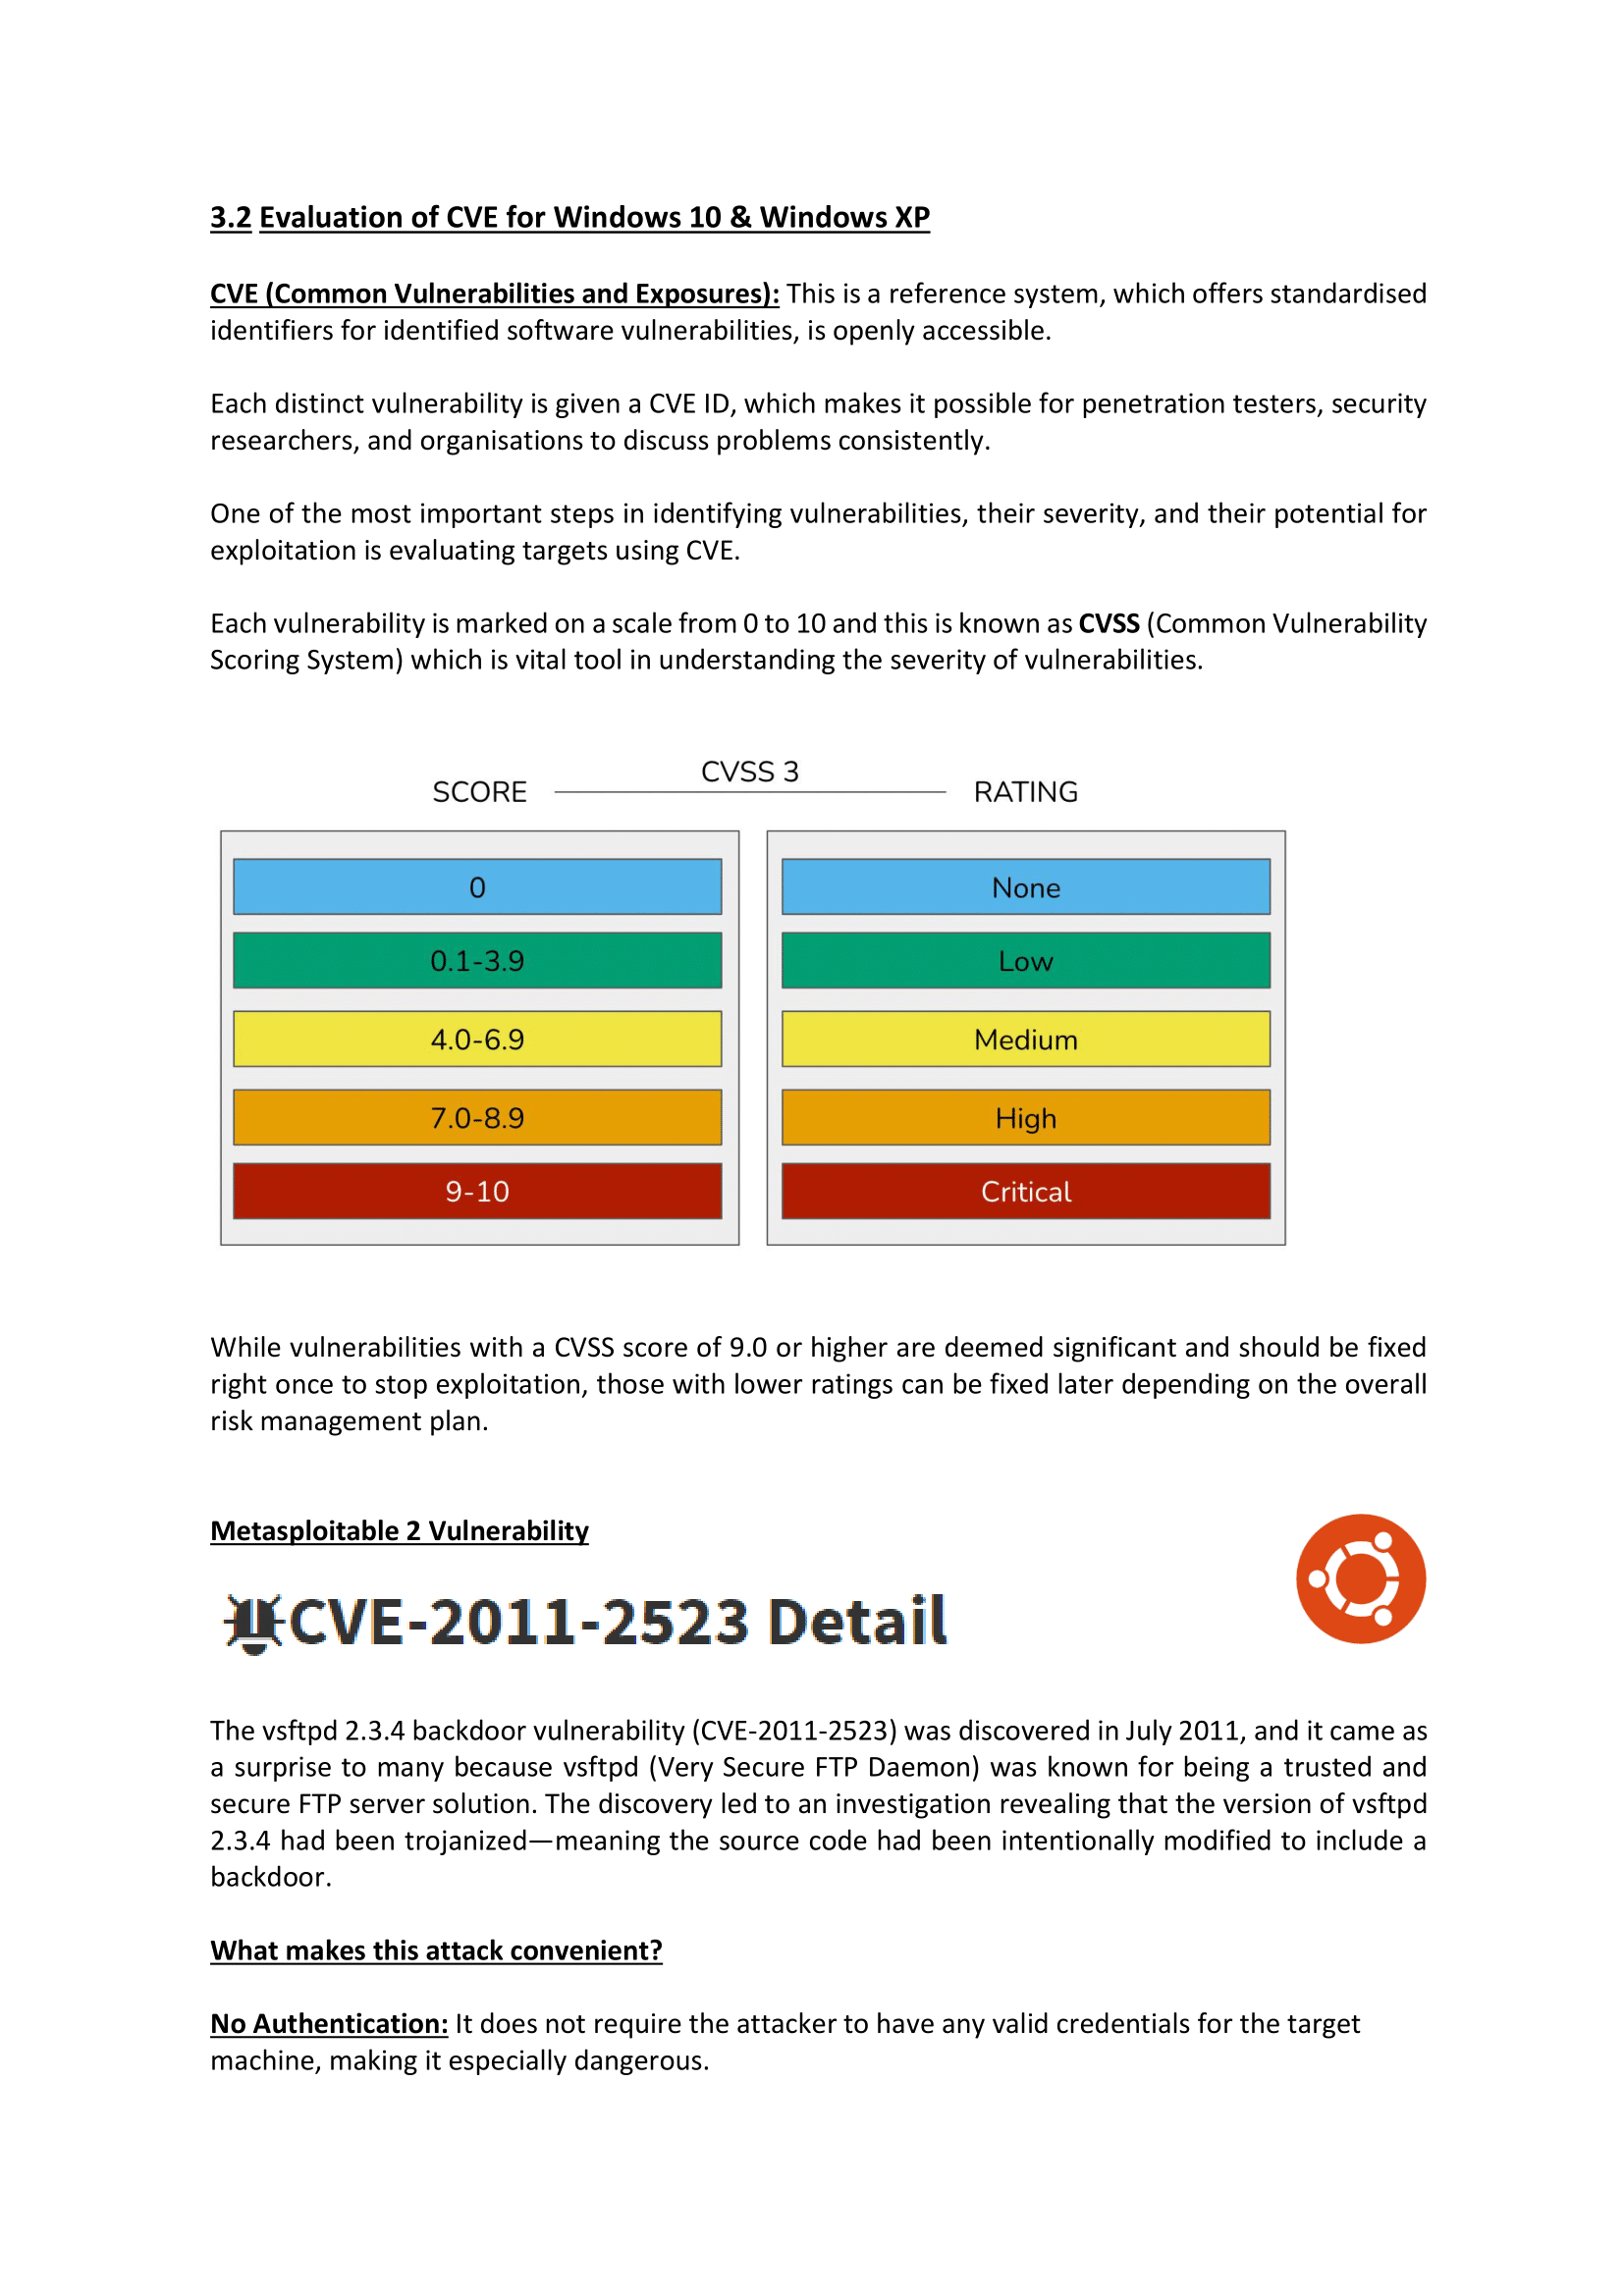 3.2 Evaluation of CVE for Windows 10 & Windows XP
CVE (Common Vulnerabilities and Exposures): This is a reference system, which offers standardised
identifiers for identified software vulnerabilities, is openly accessible.
Each distinct vulnerability is given a CVE ID, which makes it possible for penetration testers, security
researchers, and organisations to discuss problems consistently.
One of the most important steps in identifying vulnerabilities, their severity, and their potential for
exploitation is evaluating targets using CVE.
Each vulnerability is marked on a scale from 0 to 10 and this is known as CVSS (Common Vulnerability
Scoring System) which is vital tool in understanding the severity of vulnerabilities.
SCORE CVSS 3 RATING
0 None
0.1-3.9 Low
4.0-6.9 Medium
7.0-8.9 High
9-10 Critical
While vulnerabilities with a CVSS score of 9.0 or higher are deemed significant and should be fixed
right once to stop exploitation, those with lower ratings can be fixed later depending on the overall
risk management plan.
Metasploitable 2 Vulnerability
CVE-2011-2523 Detail
The vsftpd 2.3.4 backdoor vulnerability (CVE-2011-2523) was discovered in July 2011, and it came as
a surprise to many because vsftpd (Very Secure FTP Daemon) was known for being a trusted and
secure FTP server solution. The discovery led to an investigation revealing that the version of vsftpd
2.3.4 had been trojanized—meaning the source code had been intentionally modified to include a
backdoor.
What makes this attack convenient?
No Authentication: It does not require the attacker to have any valid credentials for the target
machine, making it especially dangerous.